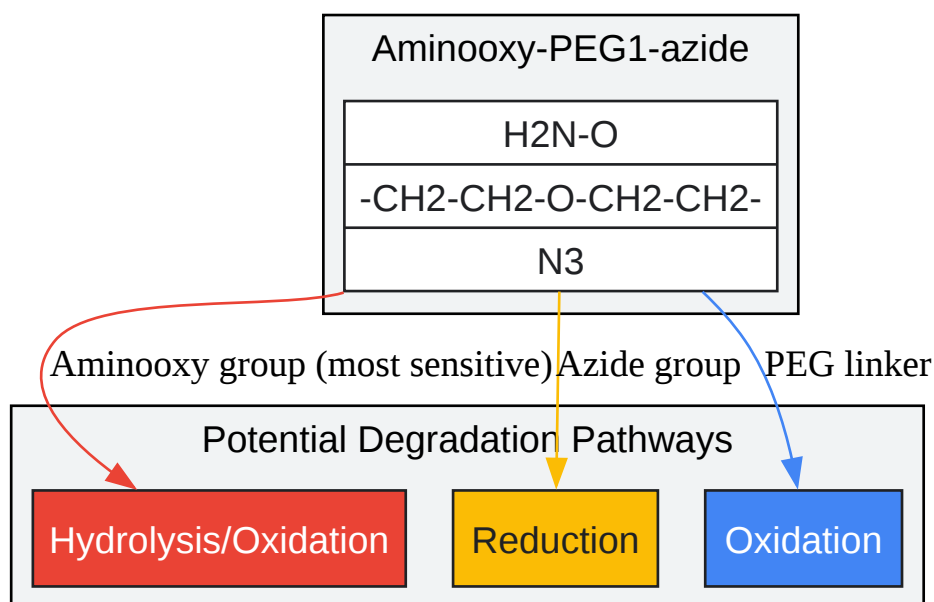 Aminooxy-PEG1-azide
H2N-O
-CH2-CH2-O-CH2-CH2-
N3
Aminooxy group (most sensitive)
Azide group
PEG linker
Potential Degradation Pathways
Hydrolysis/Oxidation
Reduction
Oxidation